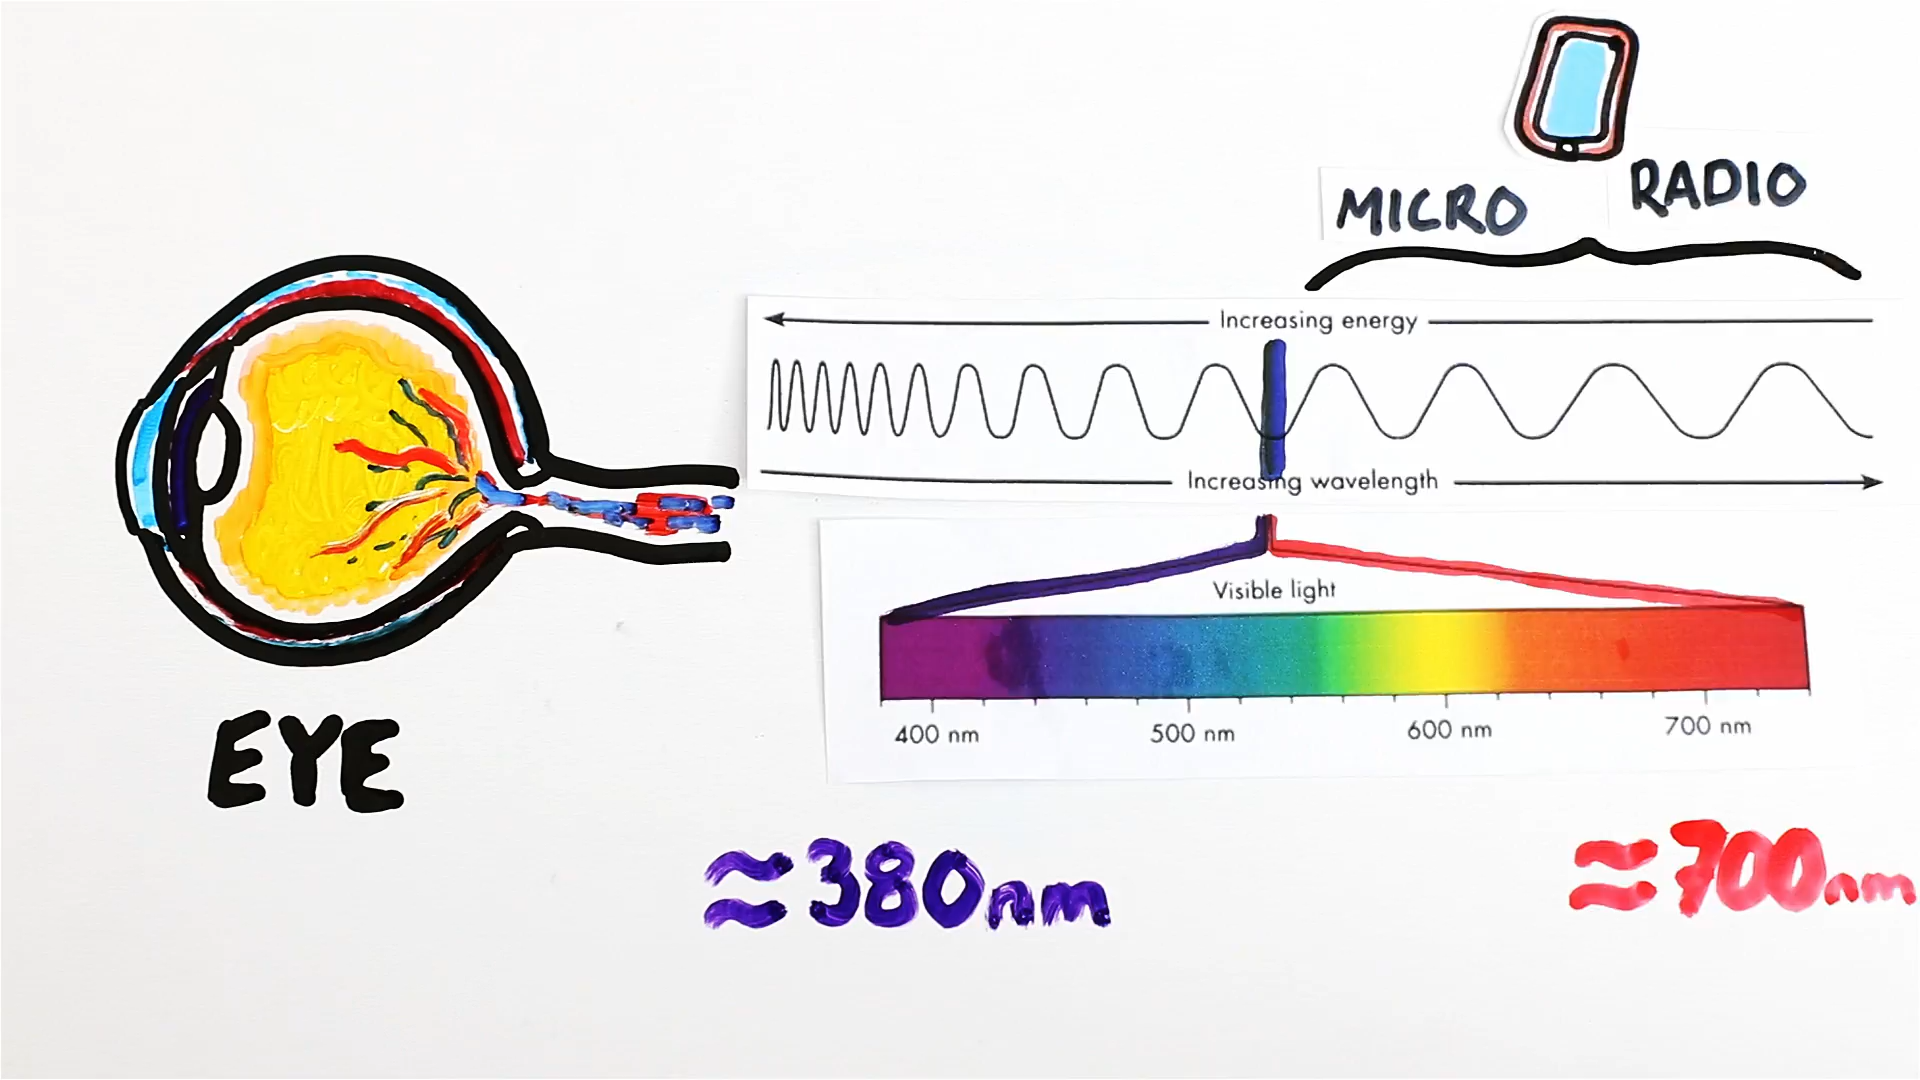 MICRO
RADIO
Increasing energy
Increasing wavelength
Visible light
400 nm
500 nm
600 nm
700 nm
EYE
≈380nm
≈700nm